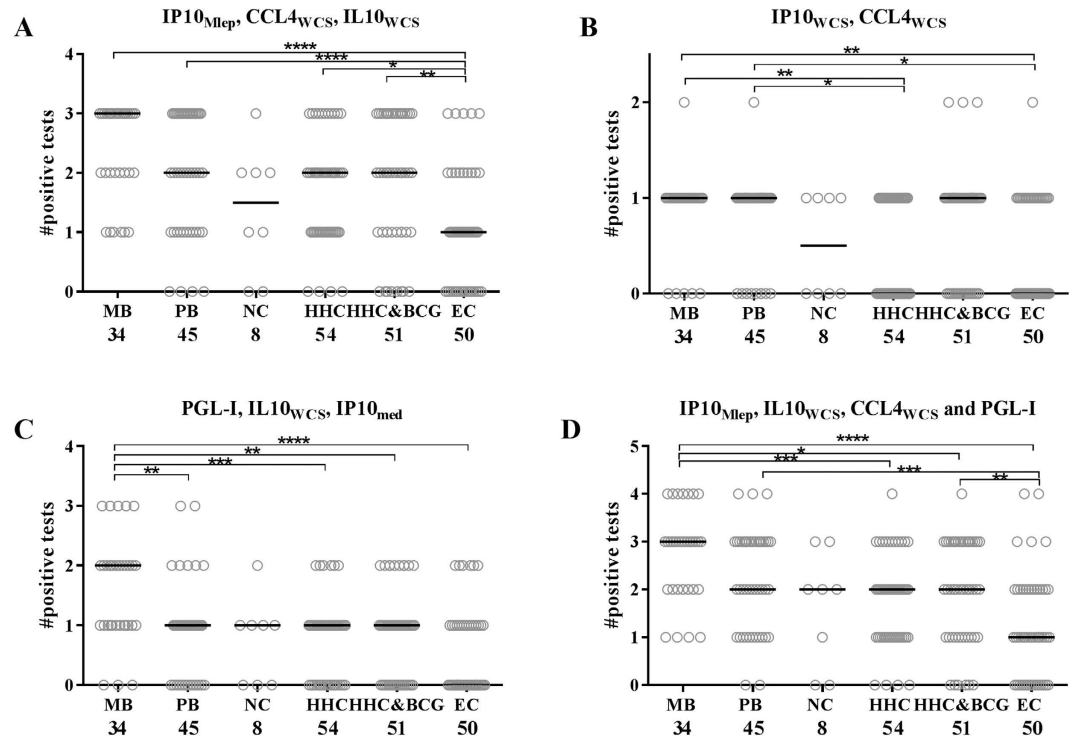 A
IP10Mlep, CCL4WCS, IL10WCS
****
****
*
**
#positive tests
4
3
2
1
0
MB PB NC HHC HHC&BCG EC
34 45 8 54 51 50
B
IP10WCS, CCL4WCS
**
*
**
*
#positive tests
2
1
0
MB PB NC HHC HHC&BCG EC
34 45 8 54 51 50
C
PGL-I, IL10WCS, IP10med
****
**
***
**
#positive tests
4
3
2
1
0
MB PB NC HHC HHC&BCG EC
34 45 8 54 51 50
D
IP10Mlep, IL10WCS, CCL4WCS and PGL-I
****
*
***
***
**
#positive tests
5
4
3
2
1
0
MB PB NC HHC HHC&BCG EC
34 45 8 54 51 50